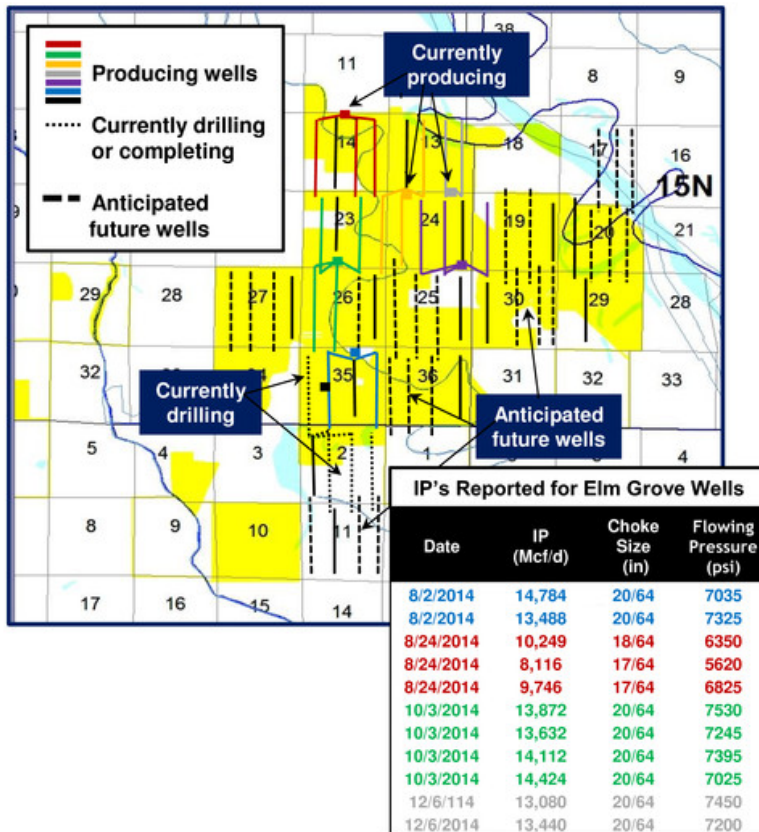 38
11
8
9
Producing wells
Currently drilling
or completing
Anticipated
future wells
Currently
producing
14
13
18
17
16
15N
23
24
19
20
21
29
28
27
26
25
30
29
28
32
35
36
31
32
33
Currently
drilling
Anticipated
future wells
5
4
3
2
1
4
8
9
10
11
17
16
15
14
IP's Reported for Elm Grove Wells
Date IP (Mcf/d) Choke Size (in) Flowing Pressure (psi)
8/2/2014 14,784 20/64 7035
8/2/2014 13,488 20/64 7325
8/24/2014 10,249 18/64 6350
8/24/2014 8,116 17/64 5620
8/24/2014 9,746 17/64 6825
10/3/2014 13,872 20/64 7530
10/3/2014 13,632 20/64 7245
10/3/2014 14,112 20/64 7395
10/3/2014 14,424 20/64 7025
12/6/114 13,080 20/64 7450
12/6/2014 13,440 20/64 7200